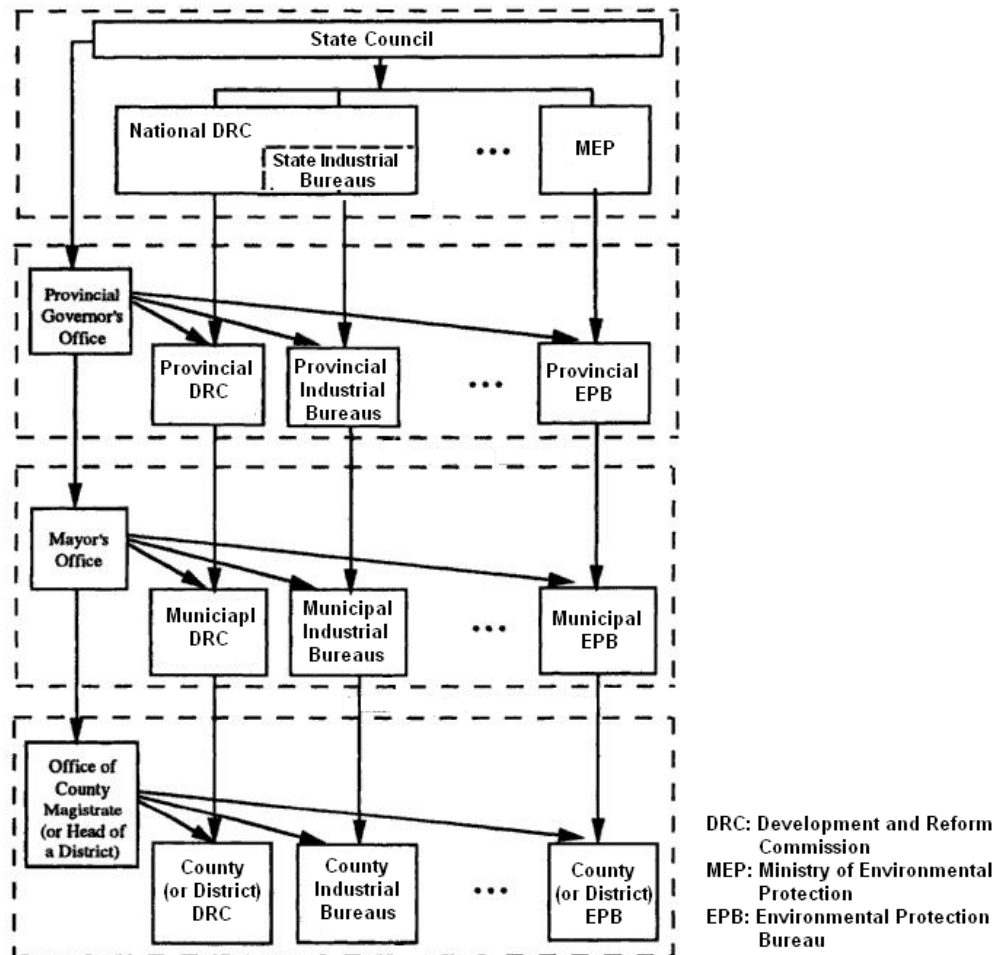 State Council
National DRC
State Industrial
Bureaus
•••
MEP
Provincial
Governor's
Office
Provincial
DRC
Provincial
Industrial
Bureaus
•••
Provincial
EPB
Mayor's
Office
Municiapl
DRC
Municipal
Industrial
Bureaus
•••
Municipal
EPB
Office of
County
Magistrate
(or Head of
a District)
County
(or District)
DRC
County
Industrial
Bureaus
•••
County
(or District)
EPB
DRC: Development and Reform
Commission
MEP: Ministry of Environmental
Protection
EPB: Environmental Protection
Bureau